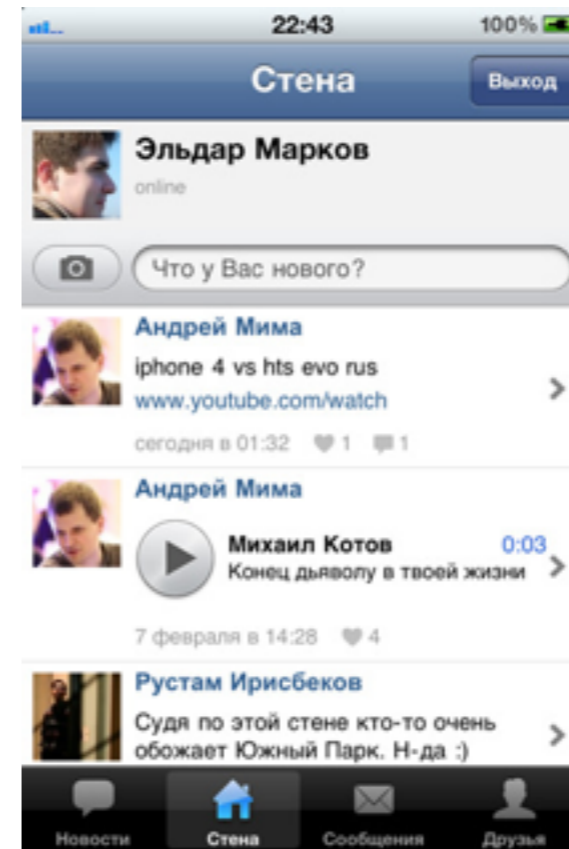 22:43 100%
Стена Выход
Эльдар Марков
online
Что у Вас нового?
Андрей Мима
iphone 4 vs hts evo rus
www.youtube.com/watch
сегодня в 01:32 1 1
Андрей Мима
Михаил Котов 0:03
Конец дьяволу в твоей жизни
7 февраля в 14:28 4
Рустам Ирисбеков
Судя по этой стене кто-то очень
обожает Южный Парк. Н-да :)
Новости Стена Сообщения Друзья